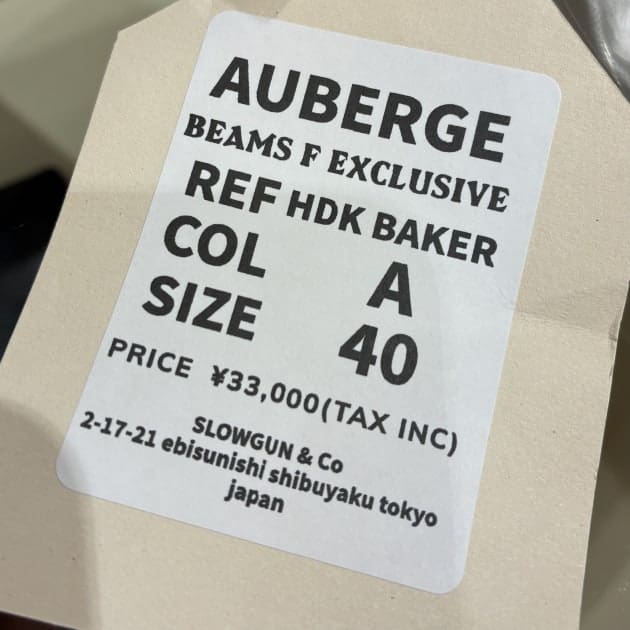 AUBERGE
BEAMS F EXCLUSIVE
REF HDK BAKER
COL A
SIZE 40
PRICE ¥33,000(TAX INC)
SLOWGUN & Co
2-17-21 ebisunishi shibuyaku tokyo
japan